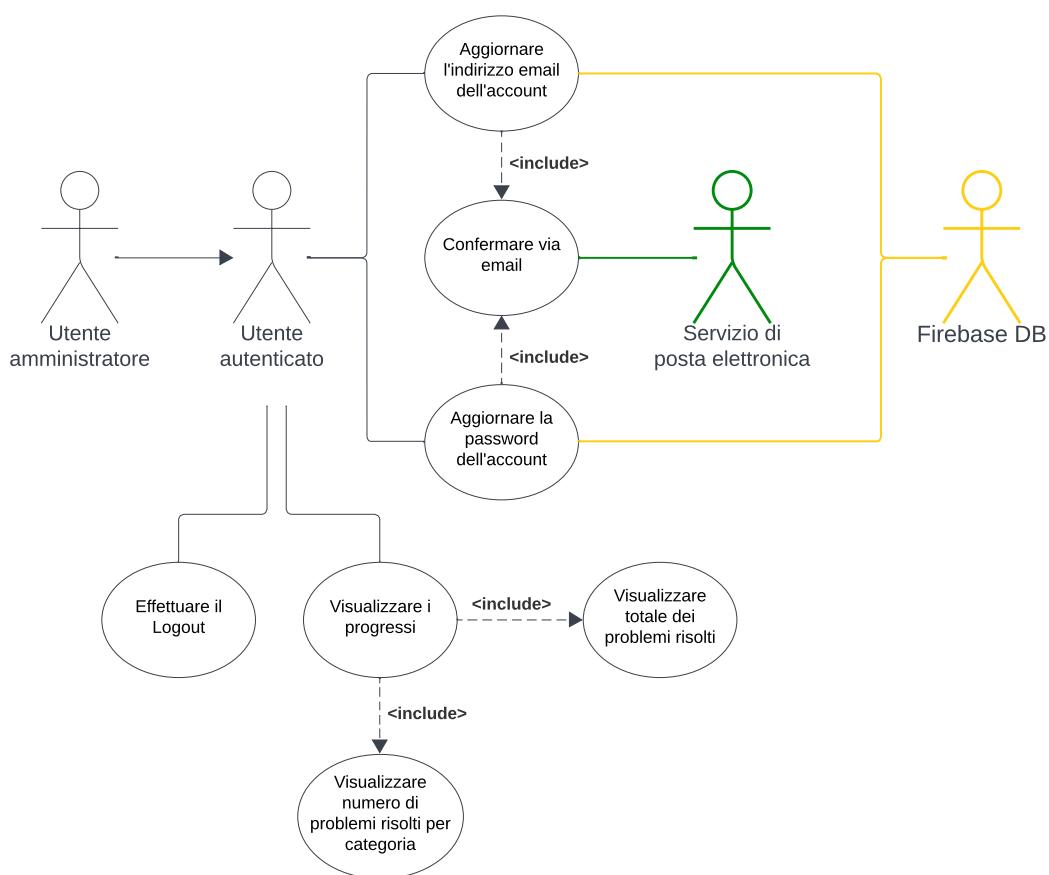 Aggiornare
l'indirizzo email
dell'account
<include>
Confermare via
email
Utente
amministratore
Utente
autenticato
Servizio di
posta elettronica
Firebase DB
<include>
Aggiornare la
password
dell'account
Effettuare il
Logout
Visualizzare i
progressi
<include>
Visualizzare
totale dei
problemi risolti
<include>
Visualizzare
numero di
problemi risolti per
categoria